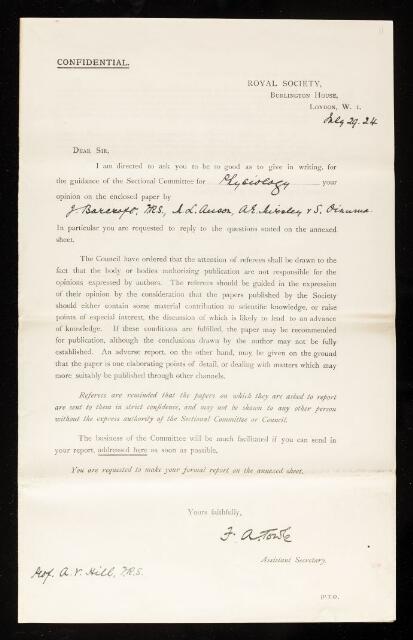 CONFIDENTIAL.
ROYAL SOCIETY,
BURLINGTON HOUSE,
LONDON, W. 1.
July 29. 24
DEAR SIR,
I am directed to ask you to be so good as to give in writing, for
the guidance of the Sectional Committee for Physiology your
opinion on the enclosed paper by
J Barcroft, FRS, M. L. Anson, A.E. Mirsky & S. Oinuma.
In particular you are requested to reply to the questions stated on the annexed
sheet.
The Council have ordered that the attention of referees shall be drawn to the
fact that the body or bodies authorizing publication are not responsible for the
opinions expressed by authors. The referees should be guided in the expression
of their opinion by the consideration that the papers published by the Society
should either contain some material contribution to scientific knowledge, or raise
points of especial interest, the discussion of which is likely to lead to an advance
of knowledge. If these conditions are fulfilled, the paper may be recommended
for publication, although the conclusions drawn by the author may not be fully
established. An adverse report, on the other hand, may be given on the ground
that the paper is one elaborating points of detail, or dealing with matters which may
more suitably be published through other channels.
Referees are reminded that the papers on which they are asked to report
are sent to them in strict confidence, and may not be shown to any other person
without the express authority of the Sectional Committee or Council.
The business of the Committee will be much facilitated if you can send in
your report, addressed here as soon as possible.
You are requested to make your formal report on the annexed sheet.
Yours faithfully,
F. A. Towle
Assistant Secretary.
Prof. A. V. Hill, F.R.S.
[P.T.O.